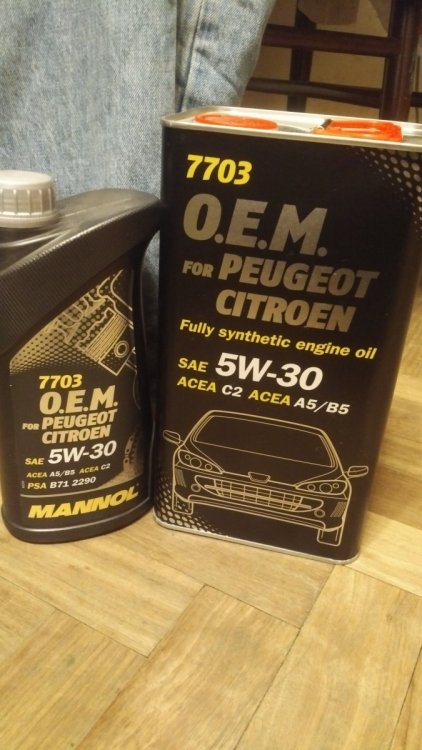 7703
O.E.M.
FOR PEUGEOT
CITROEN
SAE 5W-30
ACEA A5/B5 ACEA C2
PSA B71 2290
MANNOL
7703
O.E.M.
FOR PEUGEOT
CITROEN
Fully synthetic engine oil
SAE 5W-30
ACEA C2 ACEA A5/B5